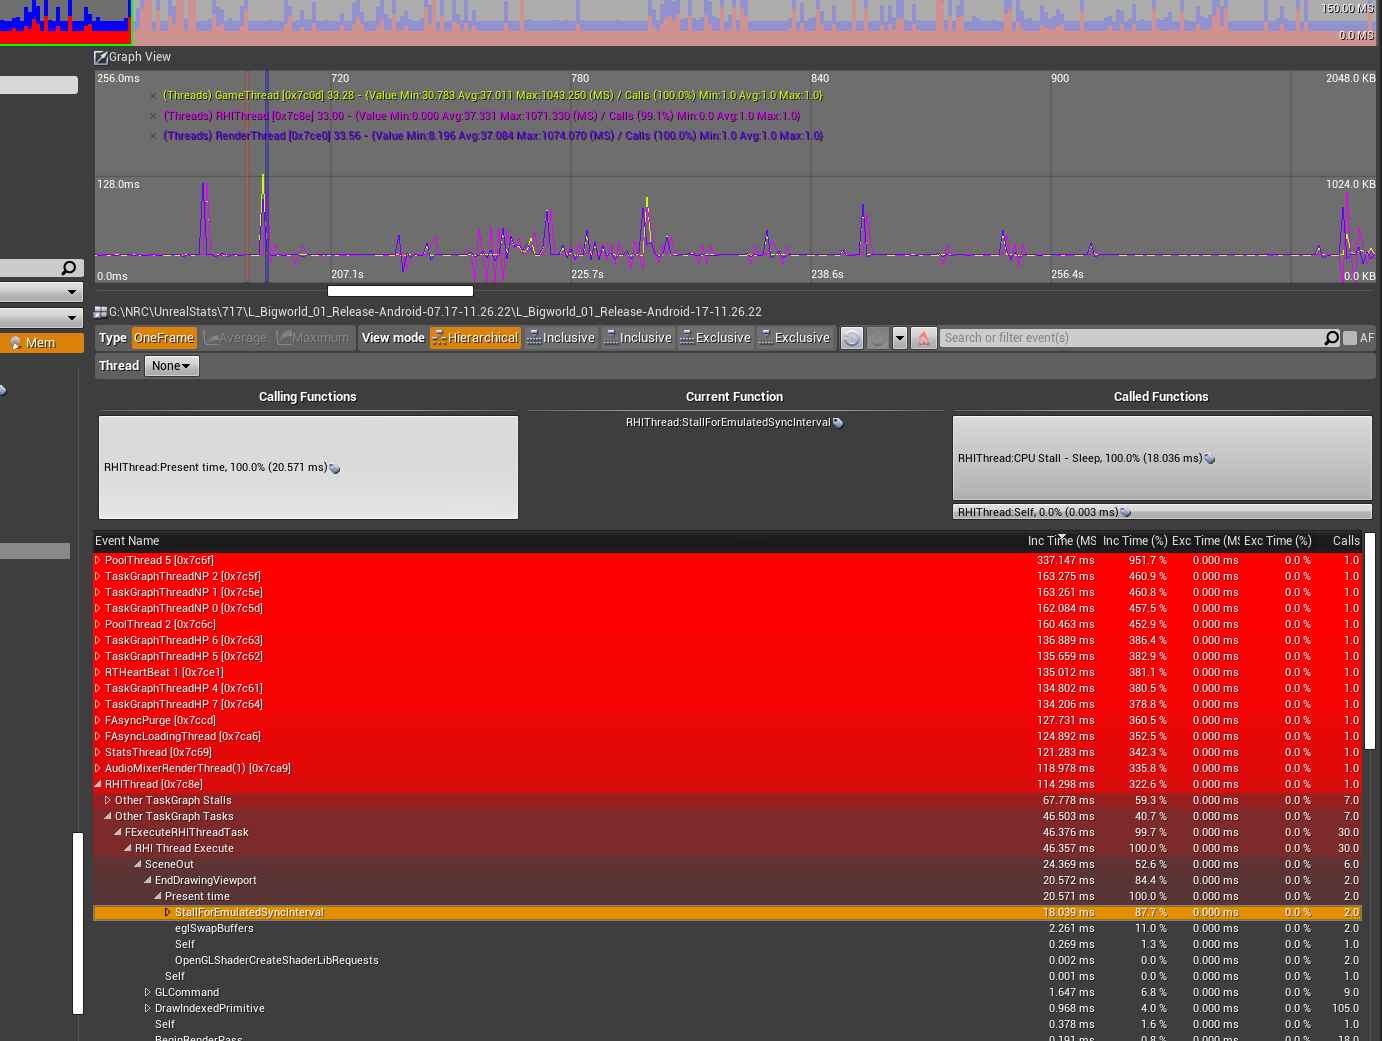 150.00 MS
0.0 MS
Graph View
256.0ms 720 780 840 900 2048.0 KB
× (Threads) GameThread [0x7c0d] 33.28 - {Value Min:30.783 Avg:37.011 Max:1043.250 (MS) / Calls (100.0%) Min:1.0 Avg:1.0 Max:1.0}
× (Threads) RHIThread [0x7c8e] 33.00 - {Value Min:0.000 Avg:37.331 Max:1071.330 (MS) / Calls (99.1%) Min:0.0 Avg:1.0 Max:1.0}
× (Threads) RenderThread [0x7ce0] 33.56 - {Value Min:8.196 Avg:37.084 Max:1074.070 (MS) / Calls (100.0%) Min:1.0 Avg:1.0 Max:1.0}
128.0ms 1024.0 KB
0.0ms 207.1s 225.7s 238.6s 256.4s 0.0 KB
G:\NRC\UnrealStats\717\L_Bigworld_01_Release-Android-07.17-11.26.22\L_Bigworld_01_Release-Android-17-11.26.22
Type OneFrame Average Maximum View mode Hierarchical Inclusive Inclusive Exclusive Exclusive Search or filter event(s) AF
Mem
Thread None
Calling Functions Current Function Called Functions
RHIThread:StallForEmulatedSyncInterval
RHIThread:Present time, 100.0% (20.571 ms)
RHIThread:CPU Stall - Sleep, 100.0% (18.036 ms)
RHIThread:Self, 0.0% (0.003 ms)
Event Name Inc Time (MS Inc Time (%) Exc Time (MS Exc Time (%) Calls
PoolThread 5 [0x7c6f] 337.147 ms 951.7 % 0.000 ms 0.0 % 1.0
TaskGraphThreadNP 2 [0x7c5f] 163.275 ms 460.9 % 0.000 ms 0.0 % 1.0
TaskGraphThreadNP 1 [0x7c5e] 163.261 ms 460.8 % 0.000 ms 0.0 % 1.0
TaskGraphThreadNP 0 [0x7c5d] 162.084 ms 457.5 % 0.000 ms 0.0 % 1.0
PoolThread 2 [0x7c6c] 160.463 ms 452.9 % 0.000 ms 0.0 % 1.0
TaskGraphThreadHP 6 [0x7c63] 136.889 ms 386.4 % 0.000 ms 0.0 % 1.0
TaskGraphThreadHP 5 [0x7c62] 135.659 ms 382.9 % 0.000 ms 0.0 % 1.0
RTHeartBeat 1 [0x7ce1] 135.012 ms 381.1 % 0.000 ms 0.0 % 1.0
TaskGraphThreadHP 4 [0x7c61] 134.802 ms 380.5 % 0.000 ms 0.0 % 1.0
TaskGraphThreadHP 7 [0x7c64] 134.206 ms 378.8 % 0.000 ms 0.0 % 1.0
FAsyncPurge [0x7ccd] 127.731 ms 360.5 % 0.000 ms 0.0 % 1.0
FAsyncLoadingThread [0x7ca6] 124.892 ms 352.5 % 0.000 ms 0.0 % 1.0
StatsThread [0x7c69] 121.283 ms 342.3 % 0.000 ms 0.0 % 1.0
AudioMixerRenderThread(1) [0x7ca9] 118.978 ms 335.8 % 0.000 ms 0.0 % 1.0
RHIThread [0x7c8e] 114.298 ms 322.6 % 0.000 ms 0.0 % 1.0
Other TaskGraph Stalls 67.778 ms 59.3 % 0.000 ms 0.0 % 7.0
Other TaskGraph Tasks 46.503 ms 40.7 % 0.000 ms 0.0 % 7.0
FExecuteRHIThreadTask 46.376 ms 99.7 % 0.000 ms 0.0 % 30.0
RHI Thread Execute 46.357 ms 100.0 % 0.000 ms 0.0 % 30.0
SceneOut 24.369 ms 52.6 % 0.000 ms 0.0 % 6.0
EndDrawingViewport 20.572 ms 84.4 % 0.000 ms 0.0 % 2.0
Present time 20.571 ms 100.0 % 0.000 ms 0.0 % 2.0
StallForEmulatedSyncInterval 18.039 ms 87.7 % 0.000 ms 0.0 % 2.0
eglSwapBuffers 2.261 ms 11.0 % 0.000 ms 0.0 % 2.0
Self 0.269 ms 1.3 % 0.000 ms 0.0 % 1.0
OpenGLShaderCreateShaderLibRequests 0.002 ms 0.0 % 0.000 ms 0.0 % 2.0
Self 0.001 ms 0.0 % 0.000 ms 0.0 % 1.0
GLCommand 1.647 ms 6.8 % 0.000 ms 0.0 % 9.0
DrawIndexedPrimitive 0.968 ms 4.0 % 0.000 ms 0.0 % 105.0
Self 0.378 ms 1.6 % 0.000 ms 0.0 % 1.0
BeginRenderPass 0.191 ms 0.8 % 0.000 ms 0.0 % 18.0